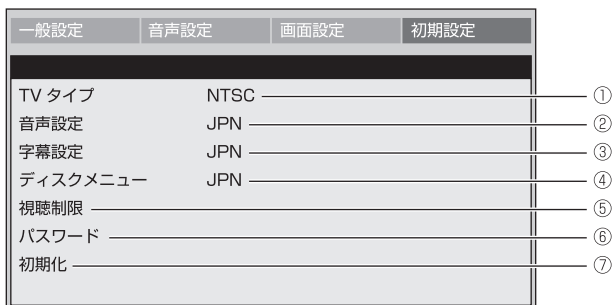 一般設定 音声設定 画面設定 初期設定
TV タイプ NTSC ①
音声設定 JPN ②
字幕設定 JPN ③
ディスクメニュー JPN ④
視聴制限 ⑤
パスワード ⑥
初期化 ⑦